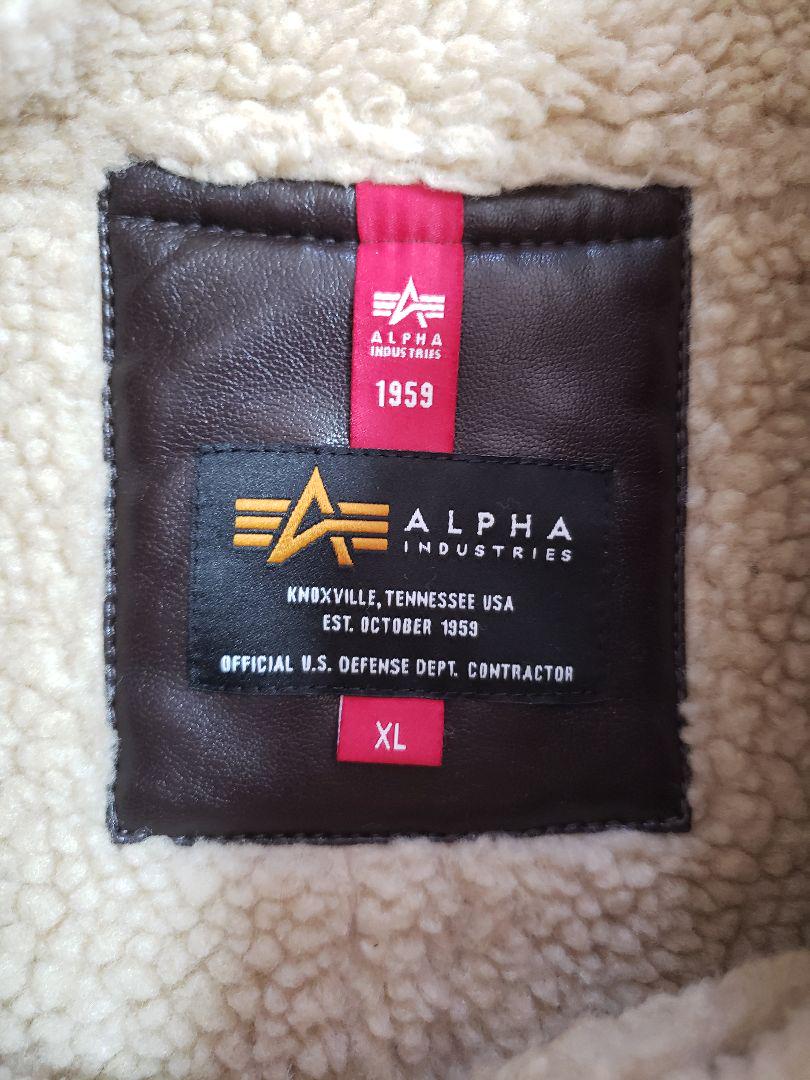 ALPHA
INDUSTRIES
1959
ALPHA
INDUSTRIES
KNOXVILLE, TENNESSEE USA
EST. OCTOBER 1959
OFFICIAL U.S. DEFENSE DEPT. CONTRACTOR
XL